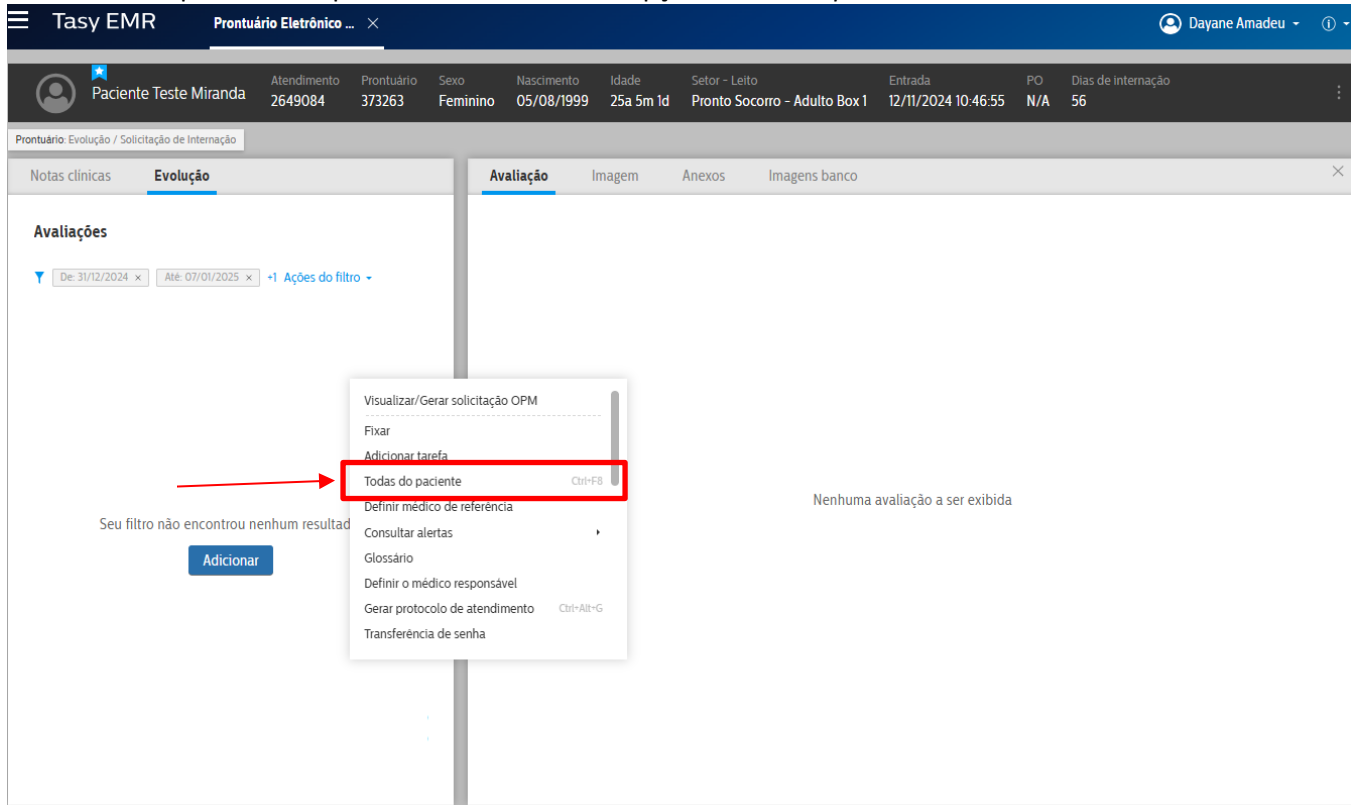 Tasy EMR Prontuário Eletrônico ... × Dayane Amadeu
Paciente Teste Miranda
Atendimento Prontuário Sexo Nascimento Idade Setor - Leito Entrada PO Dias de internação
2649084 373263 Feminino 05/08/1999 25a 5m 1d Pronto Socorro - Adulto Box 1 12/11/2024 10:46:55 N/A 56
Prontuário: Evolução / Solicitação de Internação
Notas clínicas Evolução
Avaliação Imagem Anexos Imagens banco
Avaliações
De: 31/12/2024 × Até: 07/01/2025 × +1 Ações do filtro
Visualizar/Gerar solicitação OPM
Fixar
Adicionar tarefa
Todas do paciente Ctrl+F8
Definir médico de referência
Consultar alertas
Glossário
Definir o médico responsável
Gerar protocolo de atendimento Ctrl+Alt+G
Transferência de senha
Seu filtro não encontrou nenhum resultad
Adicionar
Nenhuma avaliação a ser exibida